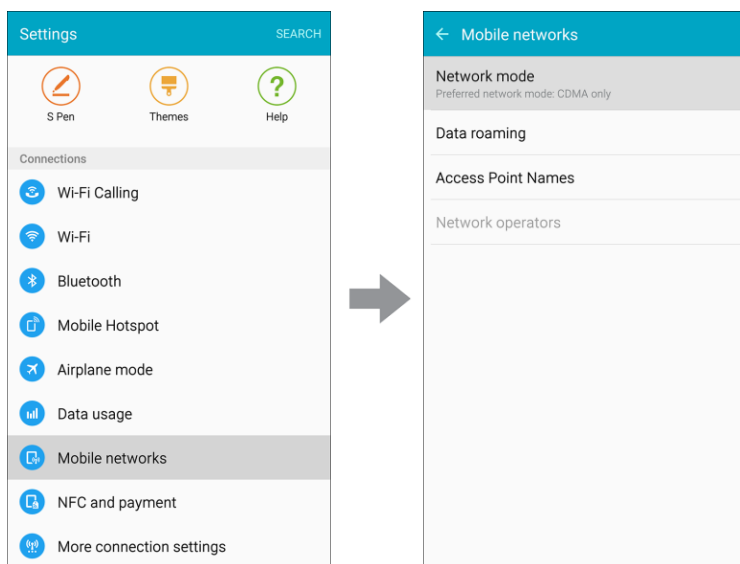 Settings
SEARCH
S Pen
Themes
Help
Connections
Wi-Fi Calling
Wi-Fi
Bluetooth
Mobile Hotspot
Airplane mode
Data usage
Mobile networks
NFC and payment
More connection settings
Mobile networks
Network mode
Preferred network mode: CDMA only
Data roaming
Access Point Names
Network operators